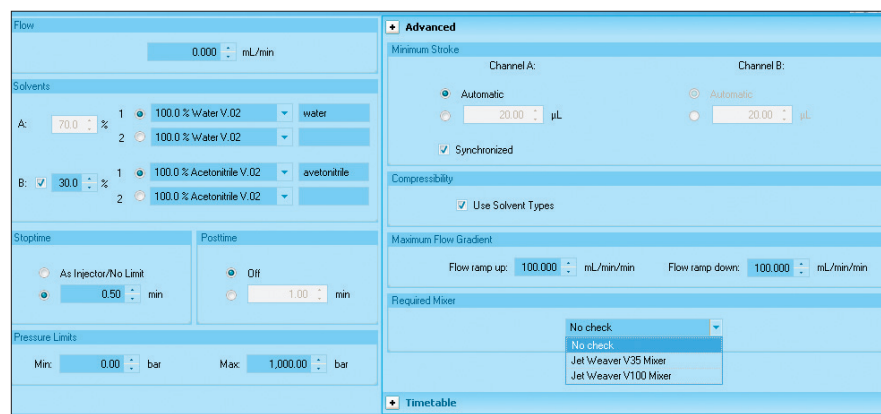 Flow
0.000 mL/min
Solvents
A: 70.0 %
1 100.0 % Water V.02 water
2 100.0 % Water V.02
B: 30.0 %
1 100.0 % Acetonitrile V.02 avetonitrile
2 100.0 % Acetonitrile V.02
Stoptime
As Injector/No Limit
0.50 min
Posttime
Off
1.00 min
Pressure Limits
Min: 0.00 bar Max: 1,000.00 bar
+ Advanced
Minimum Stroke
Channel A: Channel B:
Automatic Automatic
20.00 µL 20.00 µL
Synchronized
Compressibility
Use Solvent Types
Maximum Flow Gradient
Flow ramp up: 100.000 mL/min/min Flow ramp down: 100.000 mL/min/min
Required Mixer
No check
No check
Jet Weaver V35 Mixer
Jet Weaver V100 Mixer
+ Timetable